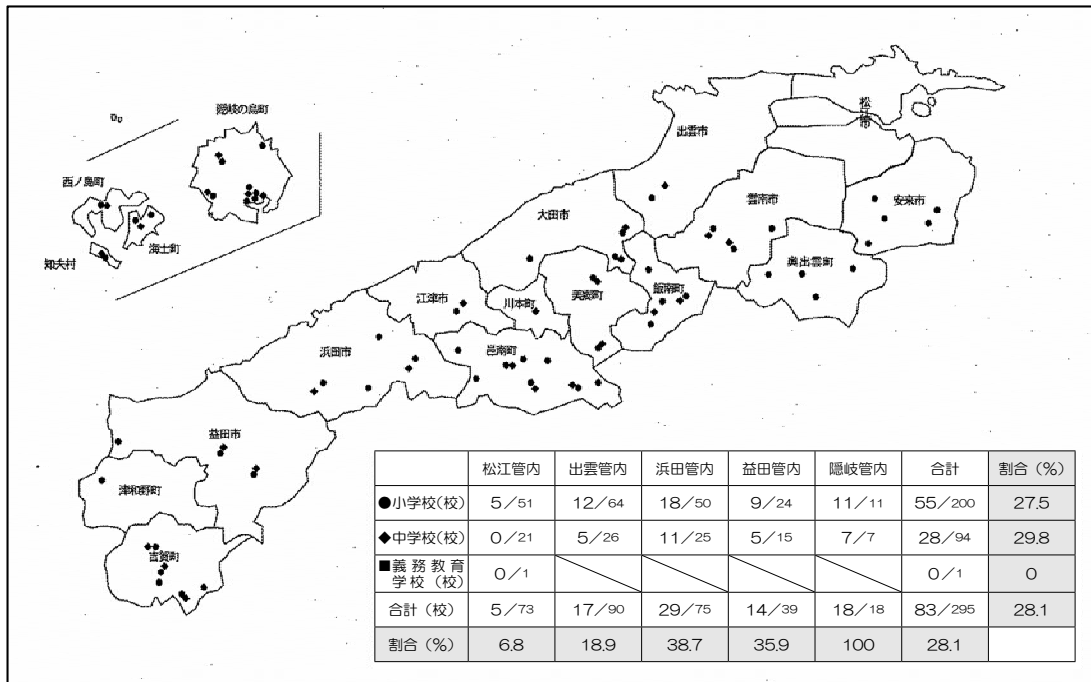 隠岐の島町
西ノ島町
海士町
知夫村
松江市
出雲市
安来市
雲南市
奥出雲町
大田市
飯南町
美郷町
川本町
江津市
邑南町
浜田市
益田市
津和野町
吉賀町
松江管内 出雲管内 浜田管内 益田管内 隠岐管内 合計 割合（%）
●小学校(校) 5／51 12／64 18／50 9／24 11／11 55／200 27.5
◆中学校(校) 0／21 5／26 11／25 5／15 7／7 28／94 29.8
■義務教育
学校（校） 0／1 0／1 0
合計（校） 5／73 17／90 29／75 14／39 18／18 83／295 28.1
割合（%） 6.8 18.9 38.7 35.9 100 28.1